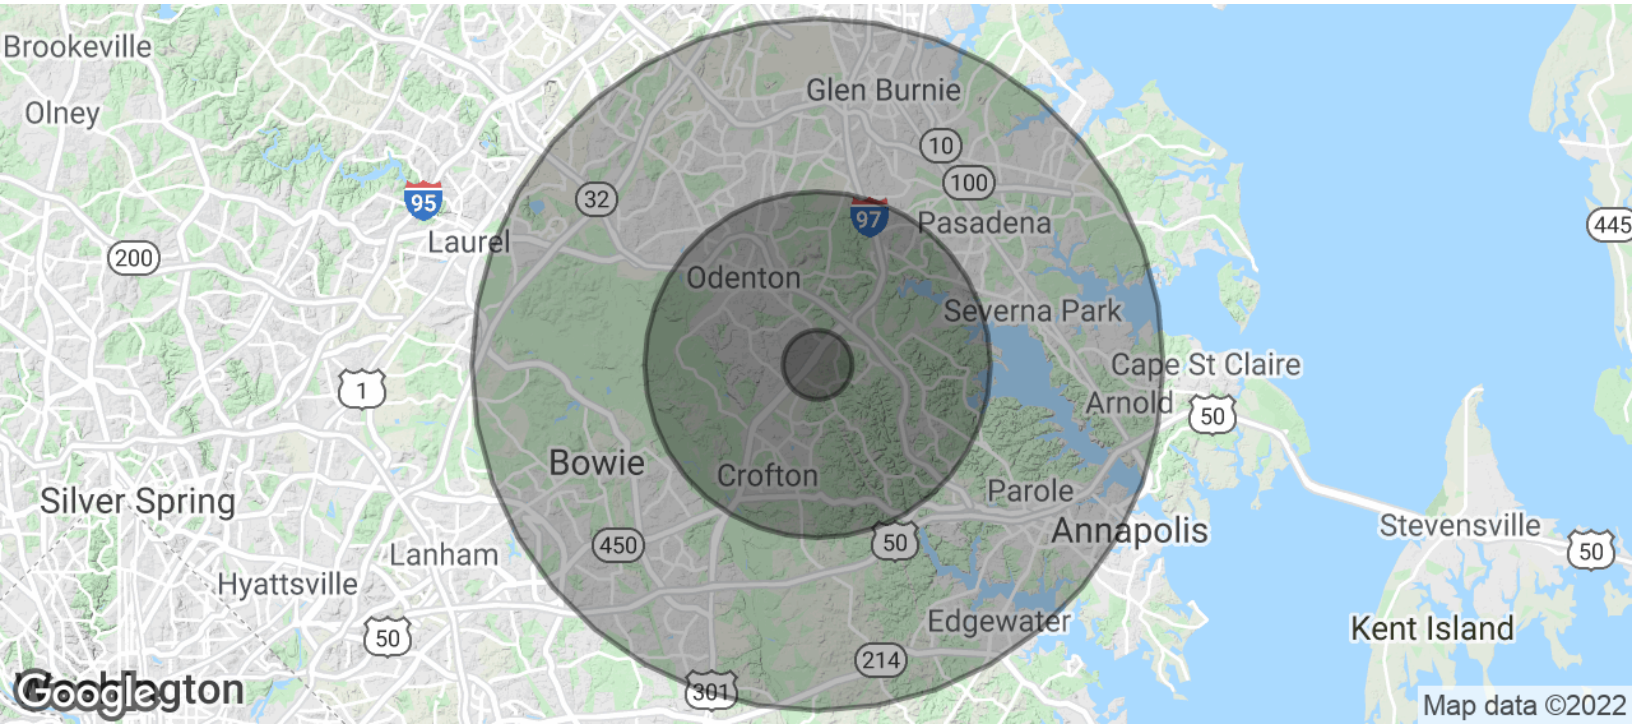 Brookeville
Glen Burnie
Olney
10
100
32
95
97
Pasadena
445
Laurel
200
Odenton
Severna Park
Cape St Claire
1
Arnold
50
Bowie
Crofton
Silver Spring
Parole
Annapolis
Stevensville
450
50
50
Lanham
Hyattsville
Edgewater
Kent Island
50
214
301
Google
Map data ©2022